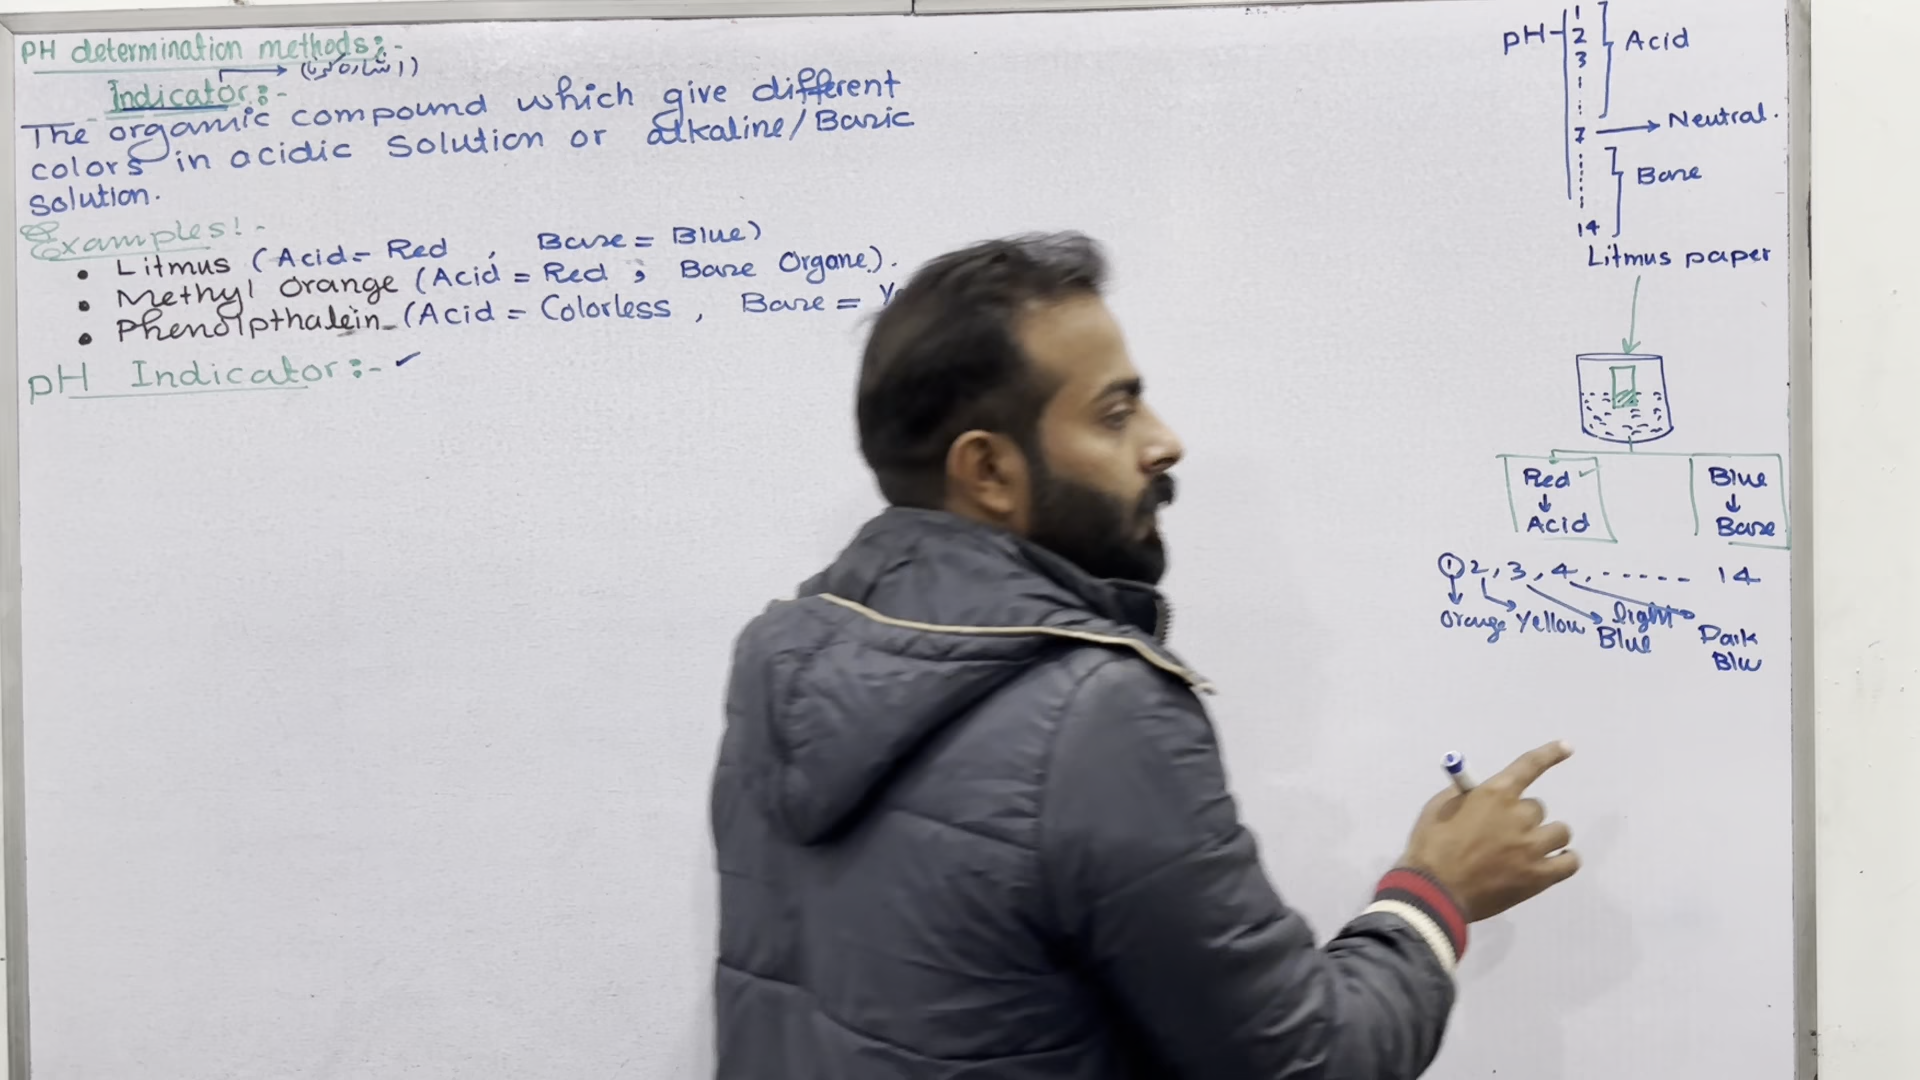 PH determination methods:-
Indicator:- → (اشارہ کرنا)
The organic compound which give different
colors in acidic Solution or alkaline/Basic
Solution.
Examples:-
• Litmus (Acid = Red , Base = Blue)
• Methyl orange (Acid = Red , Base Organe).
• Phenolpthalein (Acid = Colorless , Base =
pH Indicator:- ✓
pH 1
2
3
Acid
7 → Neutral.
Base
14
Litmus paper
Red ✓ Blue
↓ ↓
Acid Base
1 2, 3, 4, ------ 14
Orange Yellow light Blue Dark Blu